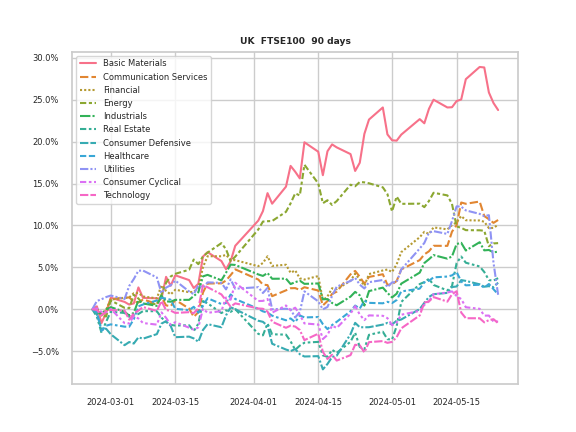 UK FTSE100 90 days
30.0%
25.0%
20.0%
15.0%
10.0%
5.0%
0.0%
−5.0%
Basic Materials
Communication Services
Financial
Energy
Industrials
Real Estate
Consumer Defensive
Healthcare
Utilities
Consumer Cyclical
Technology
2024-03-01 2024-03-15 2024-04-01 2024-04-15 2024-05-01 2024-05-15